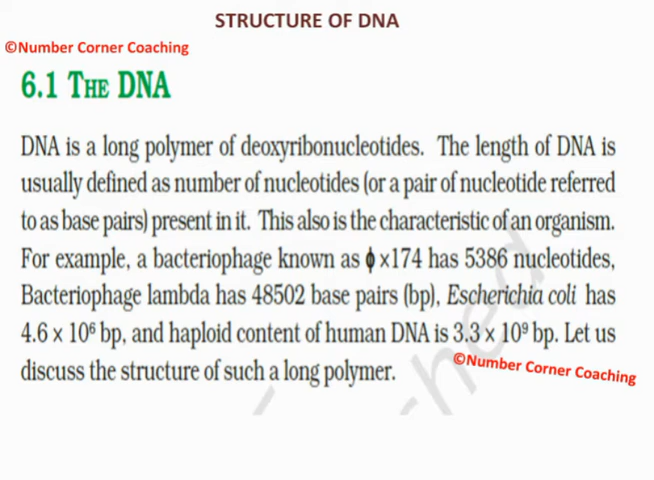 STRUCTURE OF DNA
©Number Corner Coaching
6.1 THE DNA
DNA is a long polymer of deoxyribonucleotides. The length of DNA is
usually defined as number of nucleotides (or a pair of nucleotide referred
to as base pairs) present in it. This also is the characteristic of an organism.
For example, a bacteriophage known as ϕ ×174 has 5386 nucleotides,
Bacteriophage lambda has 48502 base pairs (bp), Escherichia coli has
4.6 × 10⁶ bp, and haploid content of human DNA is 3.3 × 10⁹ bp. Let us
discuss the structure of such a long polymer.
©Number Corner Coaching